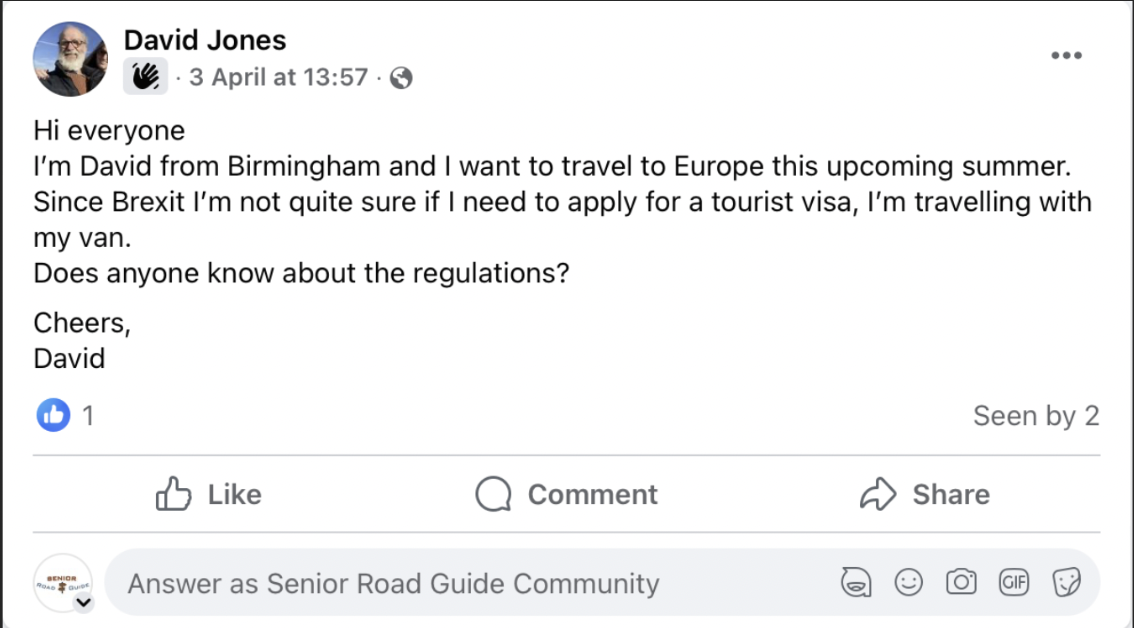 David Jones
· 3 April at 13:57 ·
Hi everyone
I'm David from Birmingham and I want to travel to Europe this upcoming summer.
Since Brexit I'm not quite sure if I need to apply for a tourist visa, I'm travelling with
my van.
Does anyone know about the regulations?
Cheers,
David
1
Seen by 2
Like
Comment
Share
SENIOR
ROAD GUIDE
Answer as Senior Road Guide Community
GIF